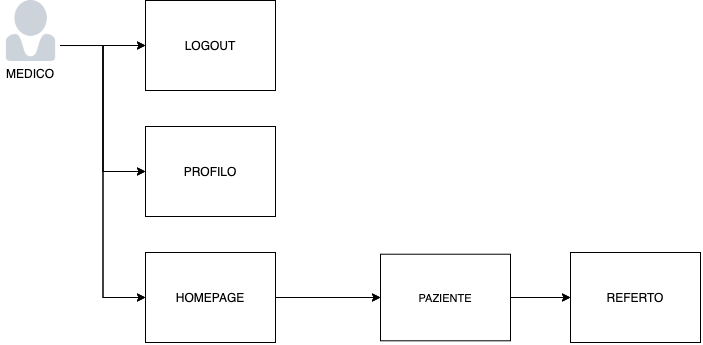 MEDICO
LOGOUT
PROFILO
HOMEPAGE
PAZIENTE
REFERTO